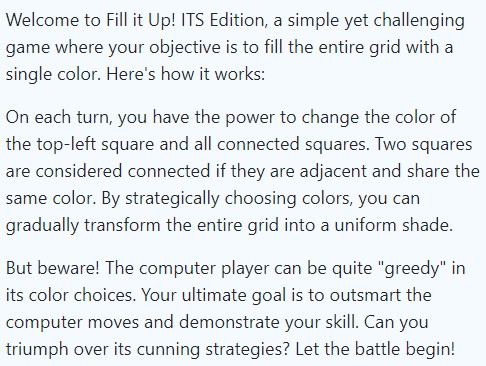 Welcome to Fill it Up! ITS Edition, a simple yet challenging
game where your objective is to fill the entire grid with a
single color. Here's how it works:
On each turn, you have the power to change the color of
the top-left square and all connected squares. Two squares
are considered connected if they are adjacent and share the
same color. By strategically choosing colors, you can
gradually transform the entire grid into a uniform shade.
But beware! The computer player can be quite "greedy" in
its color choices. Your ultimate goal is to outsmart the
computer moves and demonstrate your skill. Can you
triumph over its cunning strategies? Let the battle begin!